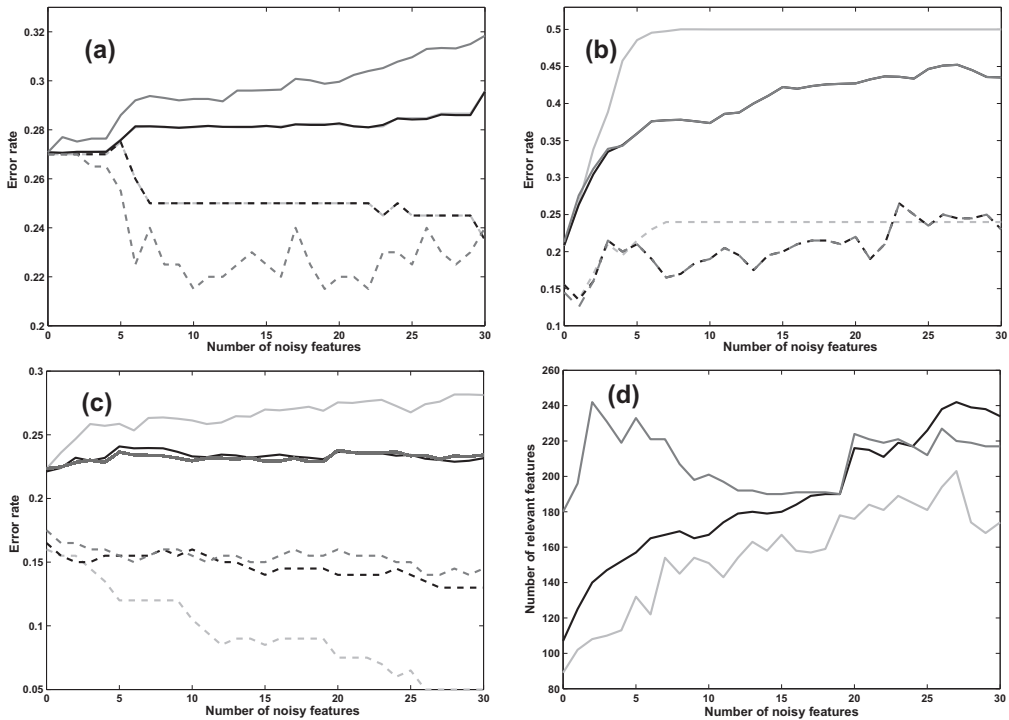 (a)
0.32
0.3
0.28
0.26
0.24
0.22
0.2
Error rate
0 5 10 15 20 25 30
Number of noisy features
(b)
0.5
0.45
0.4
0.35
0.3
0.25
0.2
0.15
0.1
Error rate
0 5 10 15 20 25 30
Number of noisy features
(c)
0.3
0.25
0.2
0.15
0.1
0.05
Error rate
0 5 10 15 20 25 30
Number of noisy features
(d)
260
240
220
200
180
160
140
120
100
80
Number of relevant features
0 5 10 15 20 25 30
Number of noisy features